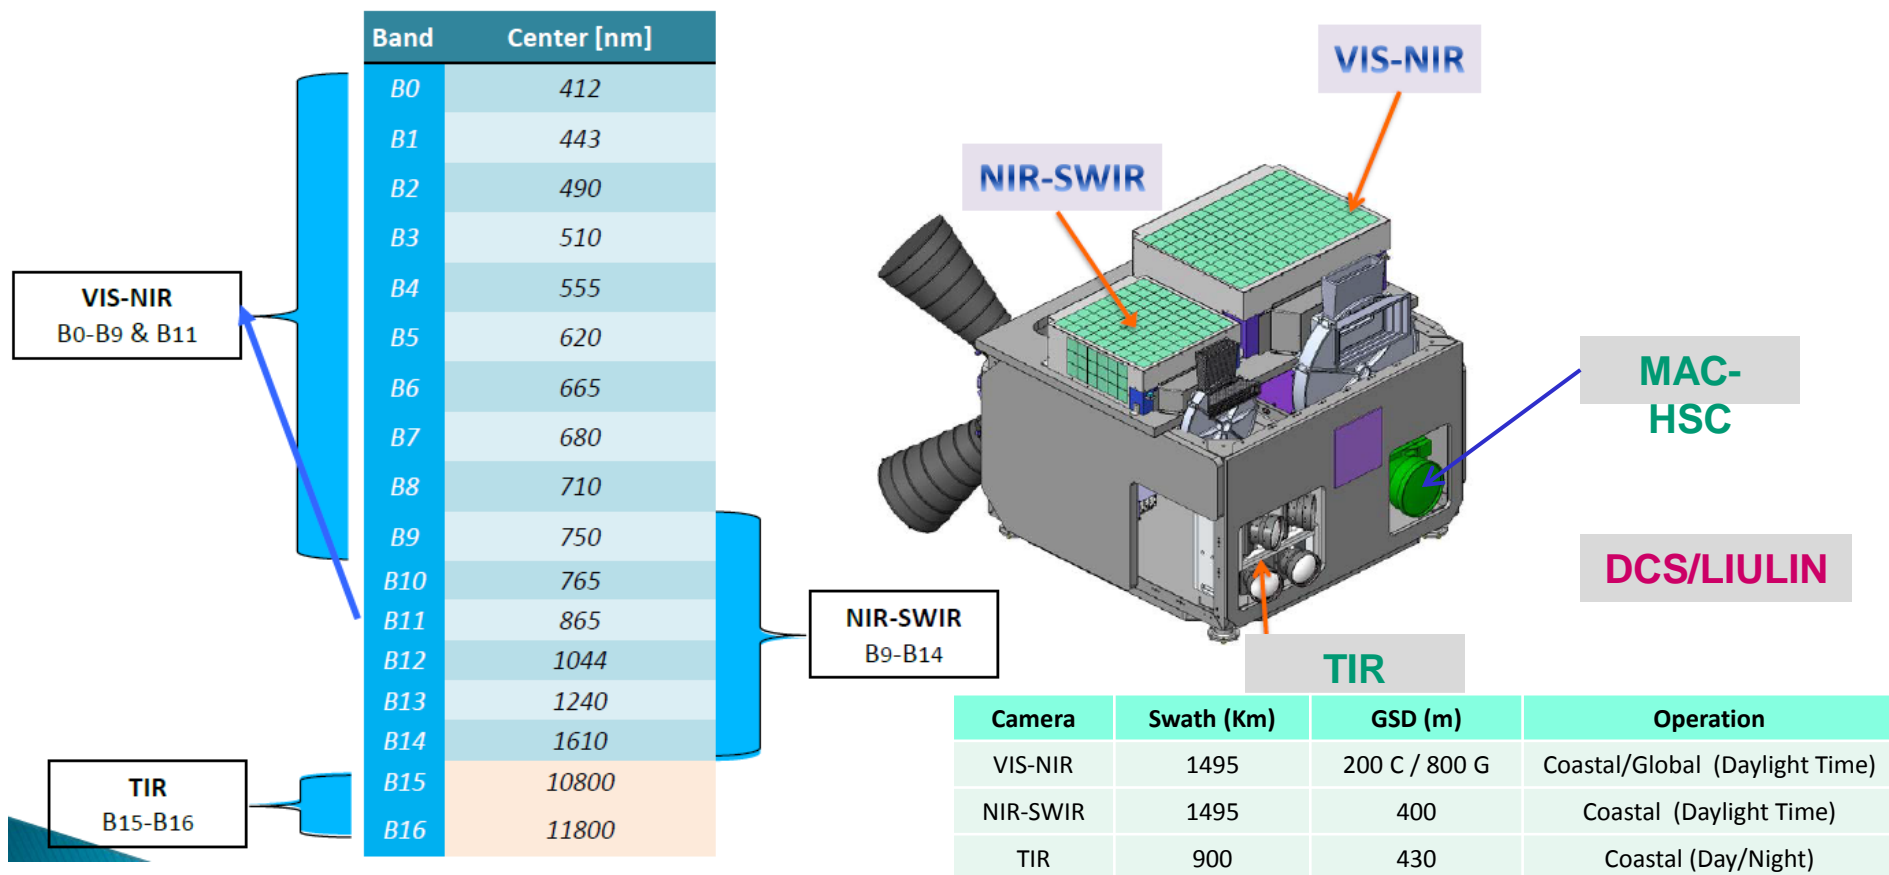 Band Center [nm]
B0 412
B1 443
B2 490
B3 510
B4 555
B5 620
B6 665
B7 680
B8 710
B9 750
B10 765
B11 865
B12 1044
B13 1240
B14 1610
B15 10800
B16 11800
VIS-NIR
B0-B9 & B11
TIR
B15-B16
NIR-SWIR
B9-B14
VIS-NIR
NIR-SWIR
MAC-
HSC
DCS/LIULIN
TIR
Camera Swath (Km) GSD (m) Operation
VIS-NIR 1495 200 C / 800 G Coastal/Global (Daylight Time)
NIR-SWIR 1495 400 Coastal (Daylight Time)
TIR 900 430 Coastal (Day/Night)